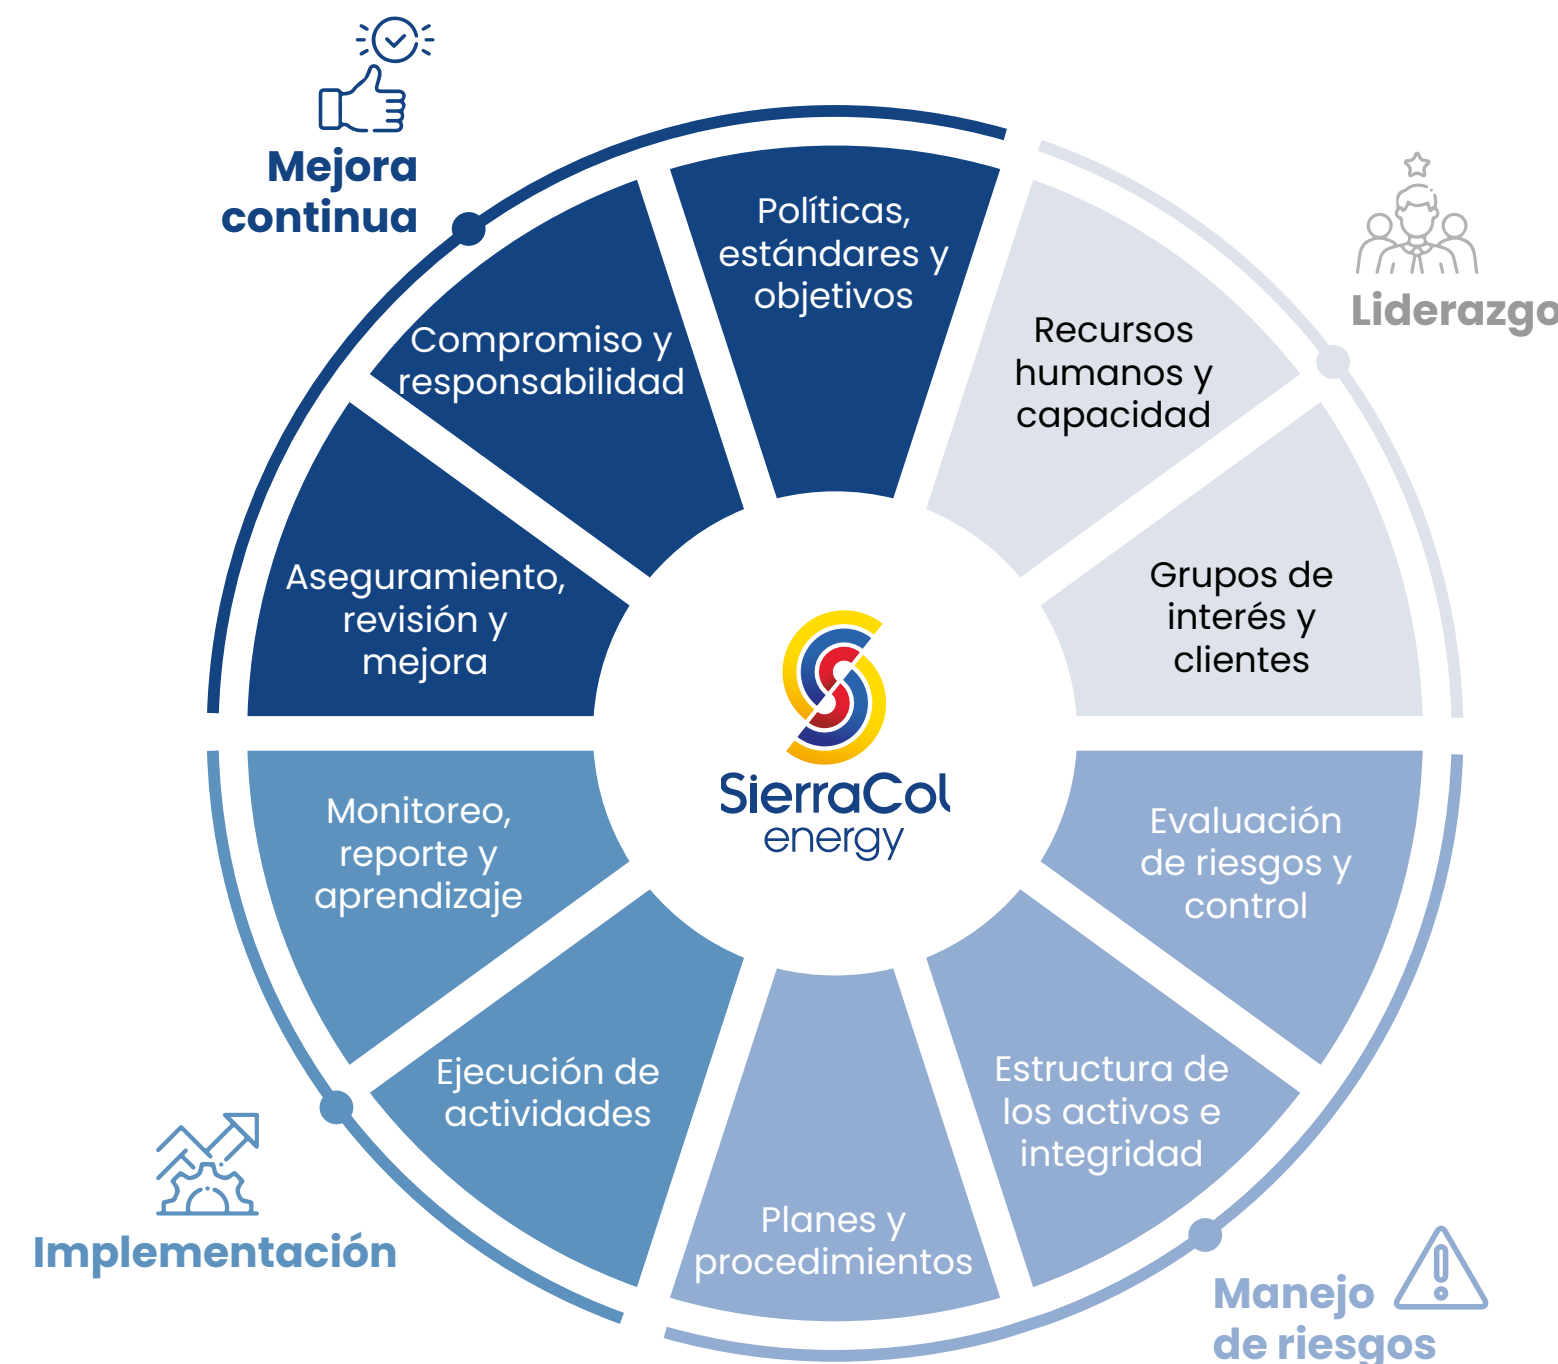 Mejora
continua
Políticas,
estándares y
objetivos
Liderazgo
Recursos
humanos y
capacidad
Compromiso y
responsabilidad
Aseguramiento,
revisión y
mejora
Grupos de
interés y
clientes
SierraCol
energy
Monitoreo,
reporte y
aprendizaje
Evaluación
de riesgos y
control
Ejecución de
actividades
Estructura de
los activos e
integridad
Planes y
procedimientos
Implementación
Manejo
de riesgos